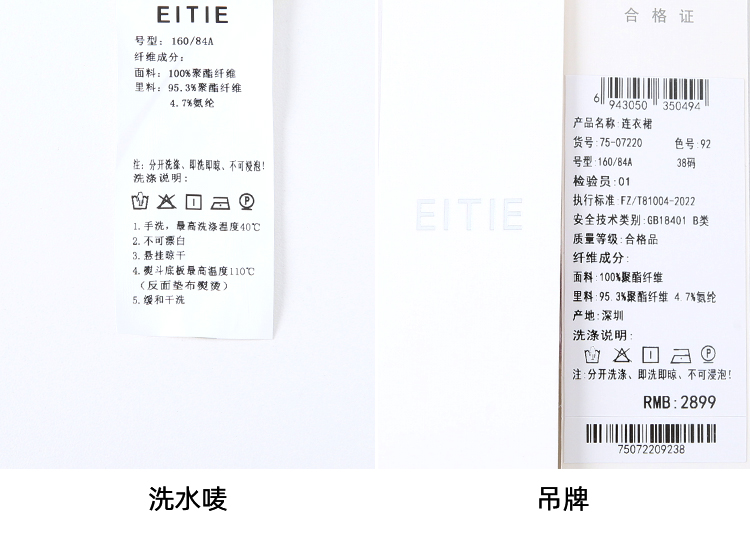 EITIE
号型：160/84A
纤维成分：
面料：100%聚酯纤维
里料：95.3%聚酯纤维
4.7%氨纶
注：分开洗涤、即洗即晾、不可浸泡！
洗涤说明：
1.手洗，最高洗涤温度40℃
2.不可漂白
3.悬挂晾干
4.熨斗底板最高温度110℃
（反面垫布熨烫）
5.缓和干洗
EITIE
合格证
6 943050 350494
产品名称:连衣裙
货号:75-07220 色号:92
号型:160/84A 38码
检验员:01
执行标准:FZ/T81004-2022
安全技术类别:GB18401 B类
质量等级:合格品
纤维成分:
面料:100%聚酯纤维
里料:95.3%聚酯纤维 4.7%氨纶
产地:深圳
洗涤说明:
注:分开洗涤、即洗即晾、不可浸泡!
RMB:2899
75072209238
洗水唛
吊牌